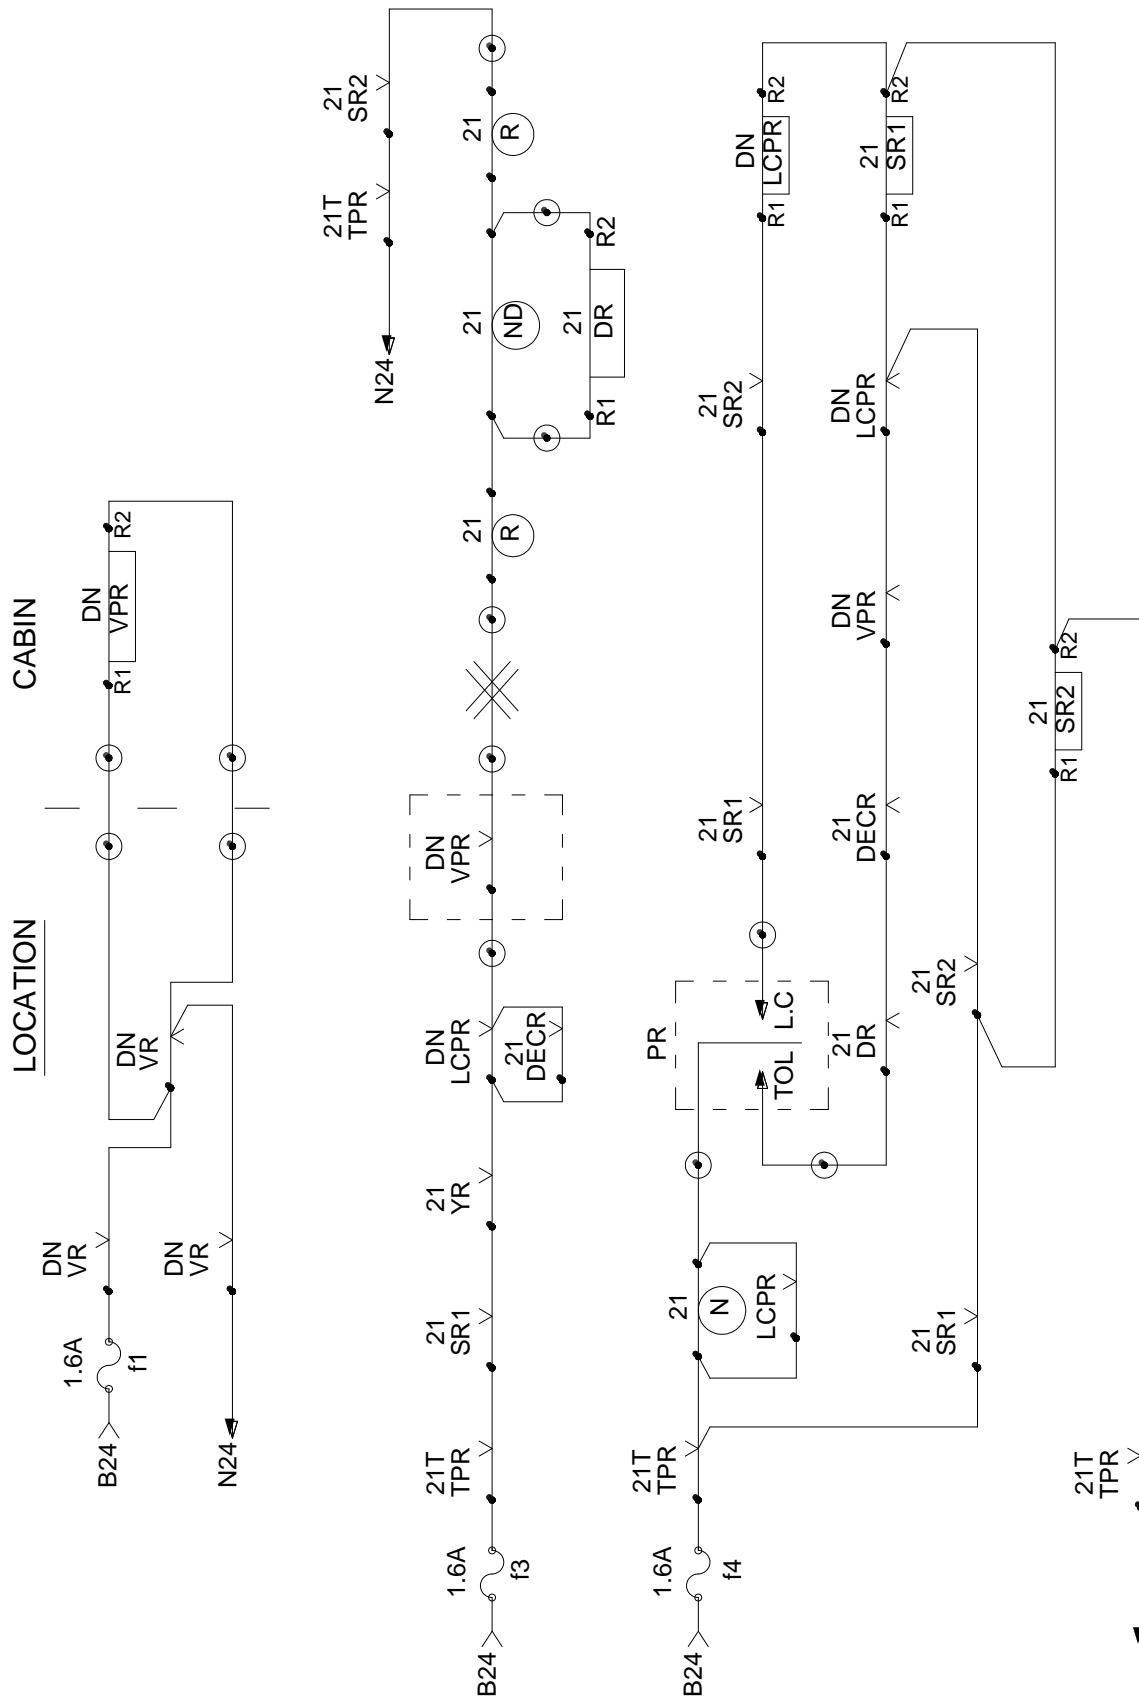 LOCATION
CABIN
B24
1.6A
f1
DN
VR
R1
DN
VPR
R2
DN
VR
N24
DN
VR
N24
21T
TPR
21
SR2
B24
1.6A
f3
21T
TPR
21
SR1
21
YR
DN
LCPR
21
DECR
DN
VPR
21
R
21
ND
21
R
R1
21
DR
R2
B24
1.6A
f4
21T
TPR
21
N
LCPR
PR
TOL
L.C
21
SR1
21
SR2
R1
DN
LCPR
R2
21
DR
21
DECR
DN
VPR
DN
LCPR
R1
21
SR1
R2
21
SR1
21
SR2
R1
21
SR2
R2
21T
TPR